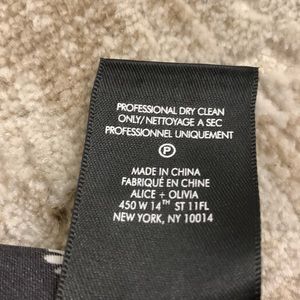 PROFESSIONAL DRY CLEAN
ONLY/NETTOYAGE A SEC
PROFESSIONNEL UNIQUEMENT
P
MADE IN CHINA
FABRIQUÉ EN CHINE
ALICE + OLIVIA
450 W 14TH ST 11FL
NEW YORK, NY 10014